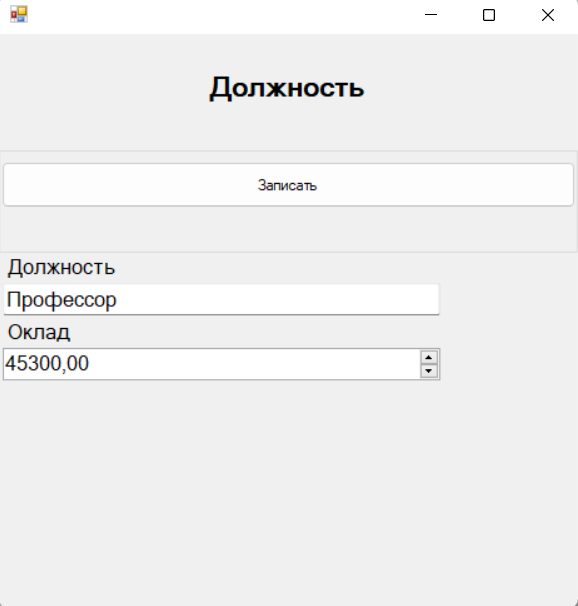 Должность
Записать
Должность
Профессор
Оклад
45300,00